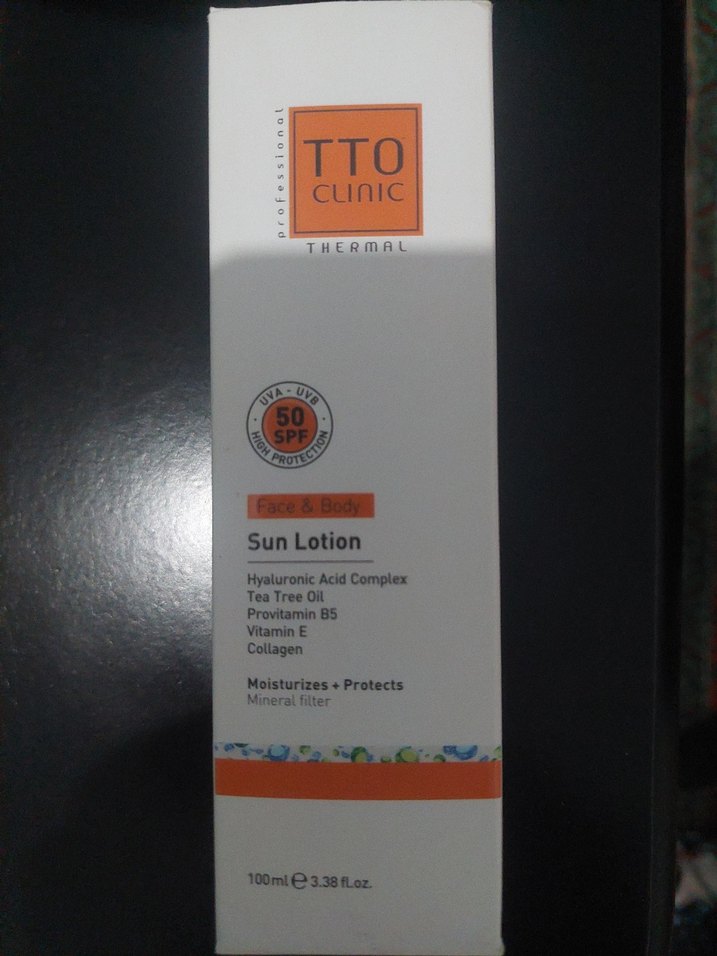 professional
TTO
CLINIC
THERMAL
UVA - UVB
50
SPF
HIGH PROTECTION
Face & Body
Sun Lotion
Hyaluronic Acid Complex
Tea Tree Oil
Provitamin B5
Vitamin E
Collagen
Moisturizes + Protects
Mineral filter
100ml ℮ 3.38 fl.oz.